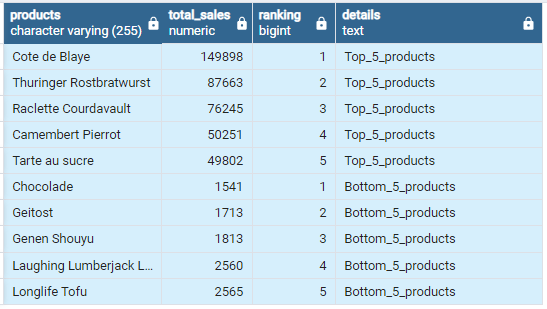 products total_sales ranking details
character varying (255) numeric bigint text
Cote de Blaye 149898 1 Top_5_products
Thuringer Rostbratwurst 87663 2 Top_5_products
Raclette Courdavault 76245 3 Top_5_products
Camembert Pierrot 50251 4 Top_5_products
Tarte au sucre 49802 5 Top_5_products
Chocolade 1541 1 Bottom_5_products
Geitost 1713 2 Bottom_5_products
Genen Shouyu 1813 3 Bottom_5_products
Laughing Lumberjack L... 2560 4 Bottom_5_products
Longlife Tofu 2565 5 Bottom_5_products